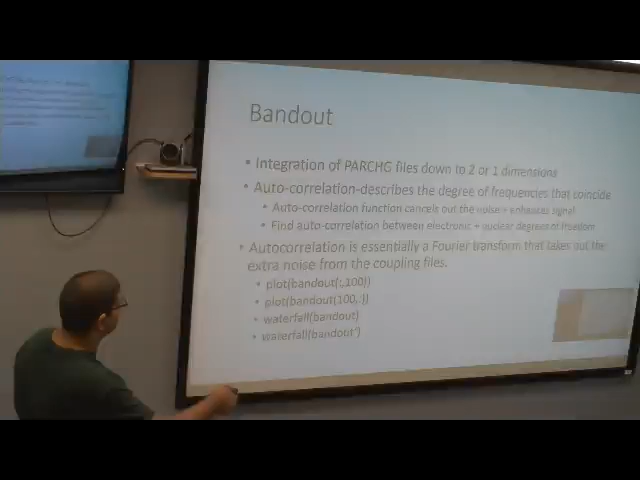 Bandout
• Integration of PARCHG files down to 2 or 1 dimensions
• Auto-correlation-describes the degree of frequencies that coincide
• Auto-correlation function cancels out the noise + enhances signal
• Find auto-correlation between electronic + nuclear degrees of freedom
• Autocorrelation is essentially a Fourier transform that takes out the
extra noise from the coupling files.
• plot(bandout(:,100))
• plot(bandout(100,:))
• waterfall(bandout)
• waterfall(bandout')